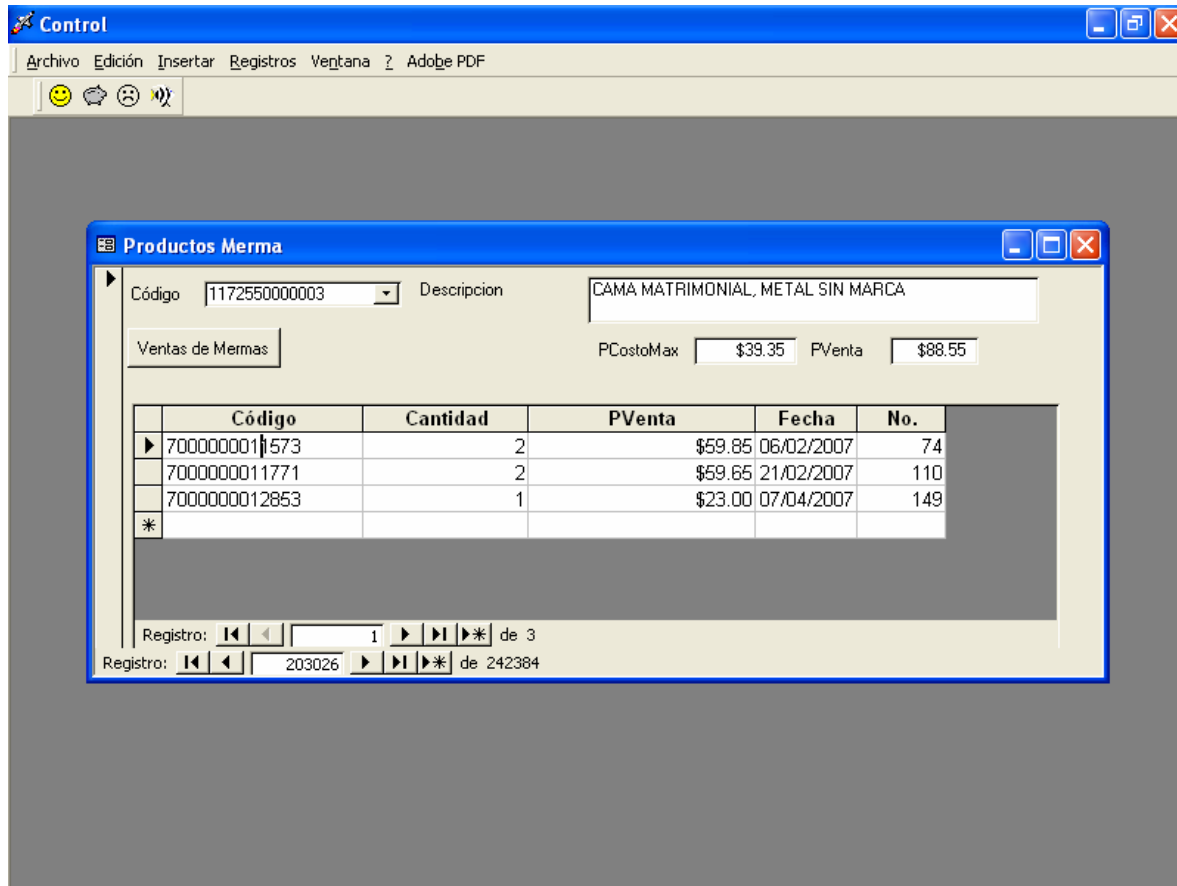 Control
Archivo Edición Insertar Registros Ventana ? Adobe PDF
Productos Merma
Código 1172550000003 Descripcion CAMA MATRIMONIAL, METAL SIN MARCA
Ventas de Mermas PCostoMax $39.35 PVenta $88.55
Código Cantidad PVenta Fecha No.
7000000011573 2 $59.85 06/02/2007 74
7000000011771 2 $59.65 21/02/2007 110
7000000012853 1 $23.00 07/04/2007 149
Registro: 1 de 3
Registro: 203026 de 242384